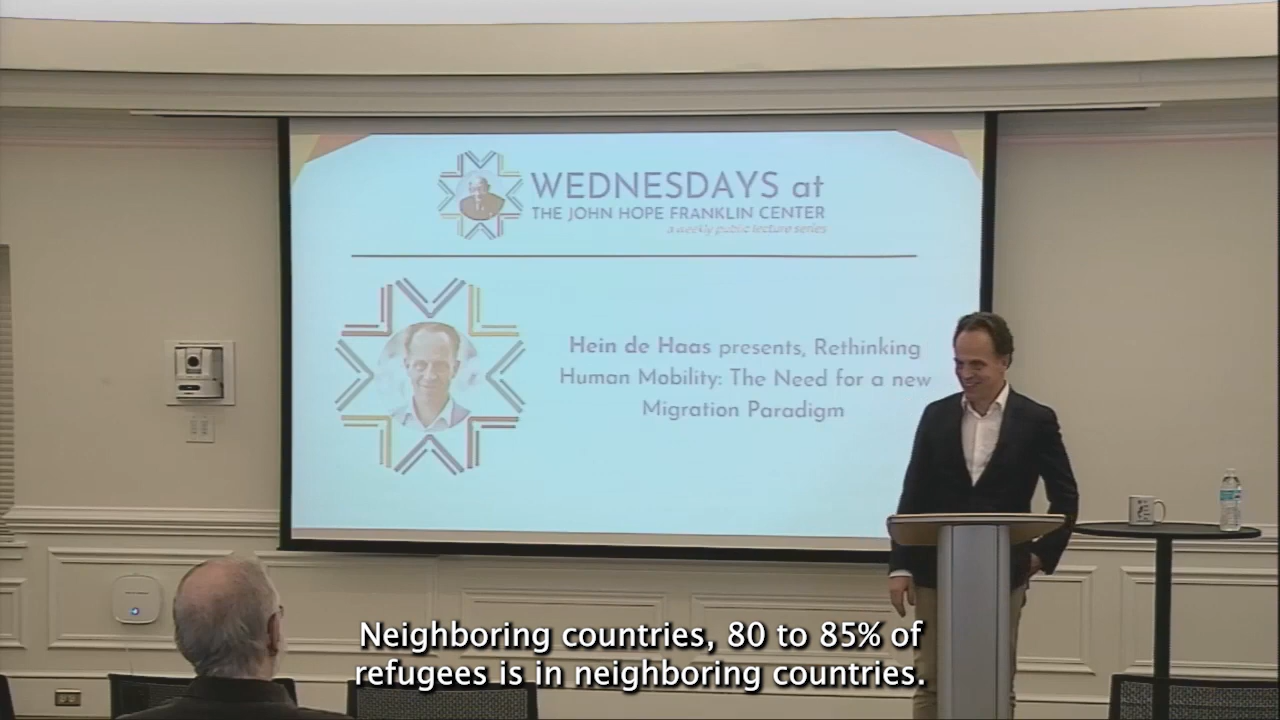 WEDNESDAYS at
THE JOHN HOPE FRANKLIN CENTER
a weekly public lecture series
Hein de Haas presents, Rethinking
Human Mobility: The Need for a new
Migration Paradigm
Neighboring countries, 80 to 85% of
refugees is in neighboring countries.